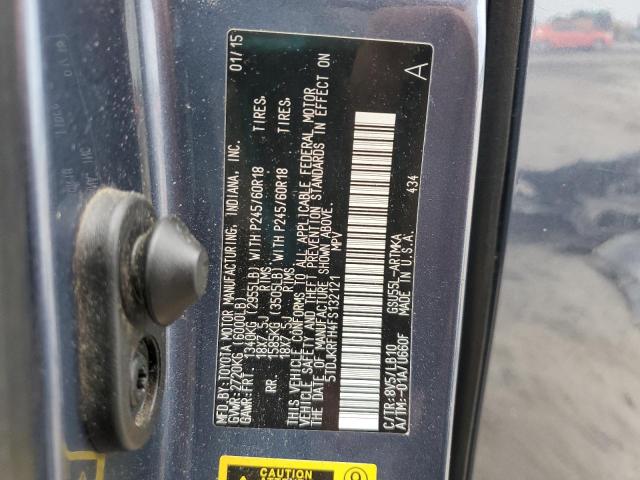 MFD.BY:TOYOTA MOTOR MANUFACTURING, INDIANA, INC. 01/15
GVWR:2720KG (6000LB)
GAWR:FRT. 1340KG (2955LB) WITH P245/60R18 TIRES,
18X7.5J RIMS.
RR. 1585KG (3505LB) WITH P245/60R18 TIRES,
18X7.5J RIMS.
THIS VEHICLE CONFORMS TO ALL APPLICABLE FEDERAL MOTOR
VEHICLE SAFETY AND THEFT PREVENTION STANDARDS IN EFFECT ON
THE DATE OF MANUFACTURE SHOWN ABOVE.
5TDJKRFH4FS132121 MPV
434
C/TR:8V5/LB10 GSU55L-ARTMKA
A/TM:-01A/U660F MADE IN U.S.A. A
CAUTION